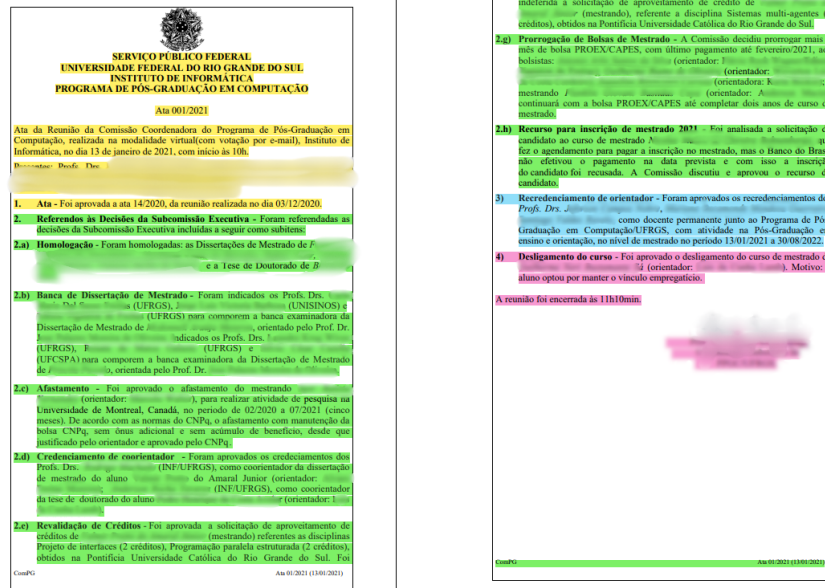 SERVIÇO PÚBLICO FEDERAL
UNIVERSIDADE FEDERAL DO RIO GRANDE DO SUL
INSTITUTO DE INFORMÁTICA
PROGRAMA DE PÓS-GRADUAÇÃO EM COMPUTAÇÃO
Ata 001/2021
Ata da Reunião da Comissão Coordenadora do Programa de Pós-Graduação em
Computação, realizada na modalidade virtual(com votação por e-mail), Instituto de
Informática, no dia 13 de janeiro de 2021, com início às 10h.
Presentes: Profs. Drs.
1. Ata - Foi aprovada a ata 14/2020, da reunião realizada no dia 03/12/2020.
2. Referendos às Decisões da Subcomissão Executiva - Foram referendadas as
decisões da Subcomissão Executiva incluídas a seguir como subitens:
2.a) Homologação - Foram homologadas: as Dissertações de Mestrado de
e a Tese de Doutorado de
2.b) Banca de Dissertação de Mestrado - Foram indicados os Profs. Drs.
(UFRGS), (UNISINOS) e
(UFRGS) para comporem a banca examinadora da
Dissertação de Mestrado de orientado pelo Prof. Dr.
Indicados os Profs. Drs.
(UFRGS), (UFRGS) e
(UFCSPA) para comporem a banca examinadora da Dissertação de Mestrado
de orientada pelo Prof. Dr.
2.c) Afastamento - Foi aprovado o afastamento do mestrando
(orientador: ), para realizar atividade de pesquisa na
Universidade de Montreal, Canadá, no periodo de 02/2020 a 07/2021 (cinco
meses). De acordo com as normas do CNPq, o afastamento com manutenção da
bolsa CNPq, sem ônus adicional e sem acúmulo de benefício, desde que
justificado pelo orientador e aprovado pelo CNPq.
2.d) Credenciamento de coorientador - Foram aprovados os credeciamentos dos
Profs. Drs. (INF/UFRGS), como coorientador da dissertação
de mestrado do aluno do Amaral Junior (orientador:
(INF/UFRGS), como coorientador
da tese de doutorado do aluno (orientador:
2.e) Revalidação de Créditos - Foi aprovada a solicitação de aproveitamento de
créditos de (mestrando) referentes as disciplinas
Projeto de interfaces (2 créditos), Programação paralela estruturada (2 créditos),
obtidos na Pontifícia Universidade Católica do Rio Grande do Sul. Foi
ComPG Ata 01/2021 (13/01/2021)
indeferida a solicitação de aproveitamento de crédito de
(mestrando), referente a disciplina Sistemas multi-agentes (
créditos), obtidos na Pontifícia Universidade Católica do Rio Grande do Sul.
2.g) Prorrogação de Bolsas de Mestrado - A Comissão decidiu prorrogar mais
mês de bolsa PROEX/CAPES, com último pagamento até fevereiro/2021, ao
bolsistas: (orientador:
(orientador:
(orientadora:
mestrando (orientador:
continuará com a bolsa PROEX/CAPES até completar dois anos de curso d
mestrado.
2.h) Recurso para inscrição de mestrado 2021 - Foi analisada a solicitação d
candidato ao curso de mestrado qu
fez o agendamento para pagar a inscrição no mestrado, mas o Banco do Bras
não efetivou o pagamento na data prevista e com isso a inscriçã
do candidato foi recusada. A Comissão discutiu e aprovou o recurso d
candidato.
3) Recredenciamento de orientador - Foram aprovados os recredenciamentos do
Profs. Drs.
como docente permanente junto ao Programa de Pós
Graduação em Computação/UFRGS, com atividade na Pós-Graduação em
ensino e orientação, no nível de mestrado no período 13/01/2021 a 30/08/2022.
4) Desligamento do curso - Foi aprovado o desligamento do curso de mestrado d
(orientador: ). Motivo:
aluno optou por manter o vínculo empregatício.
A reunião foi encerrada às 11h10min.
ComPG Ata 01/2021 (13/01/2021)